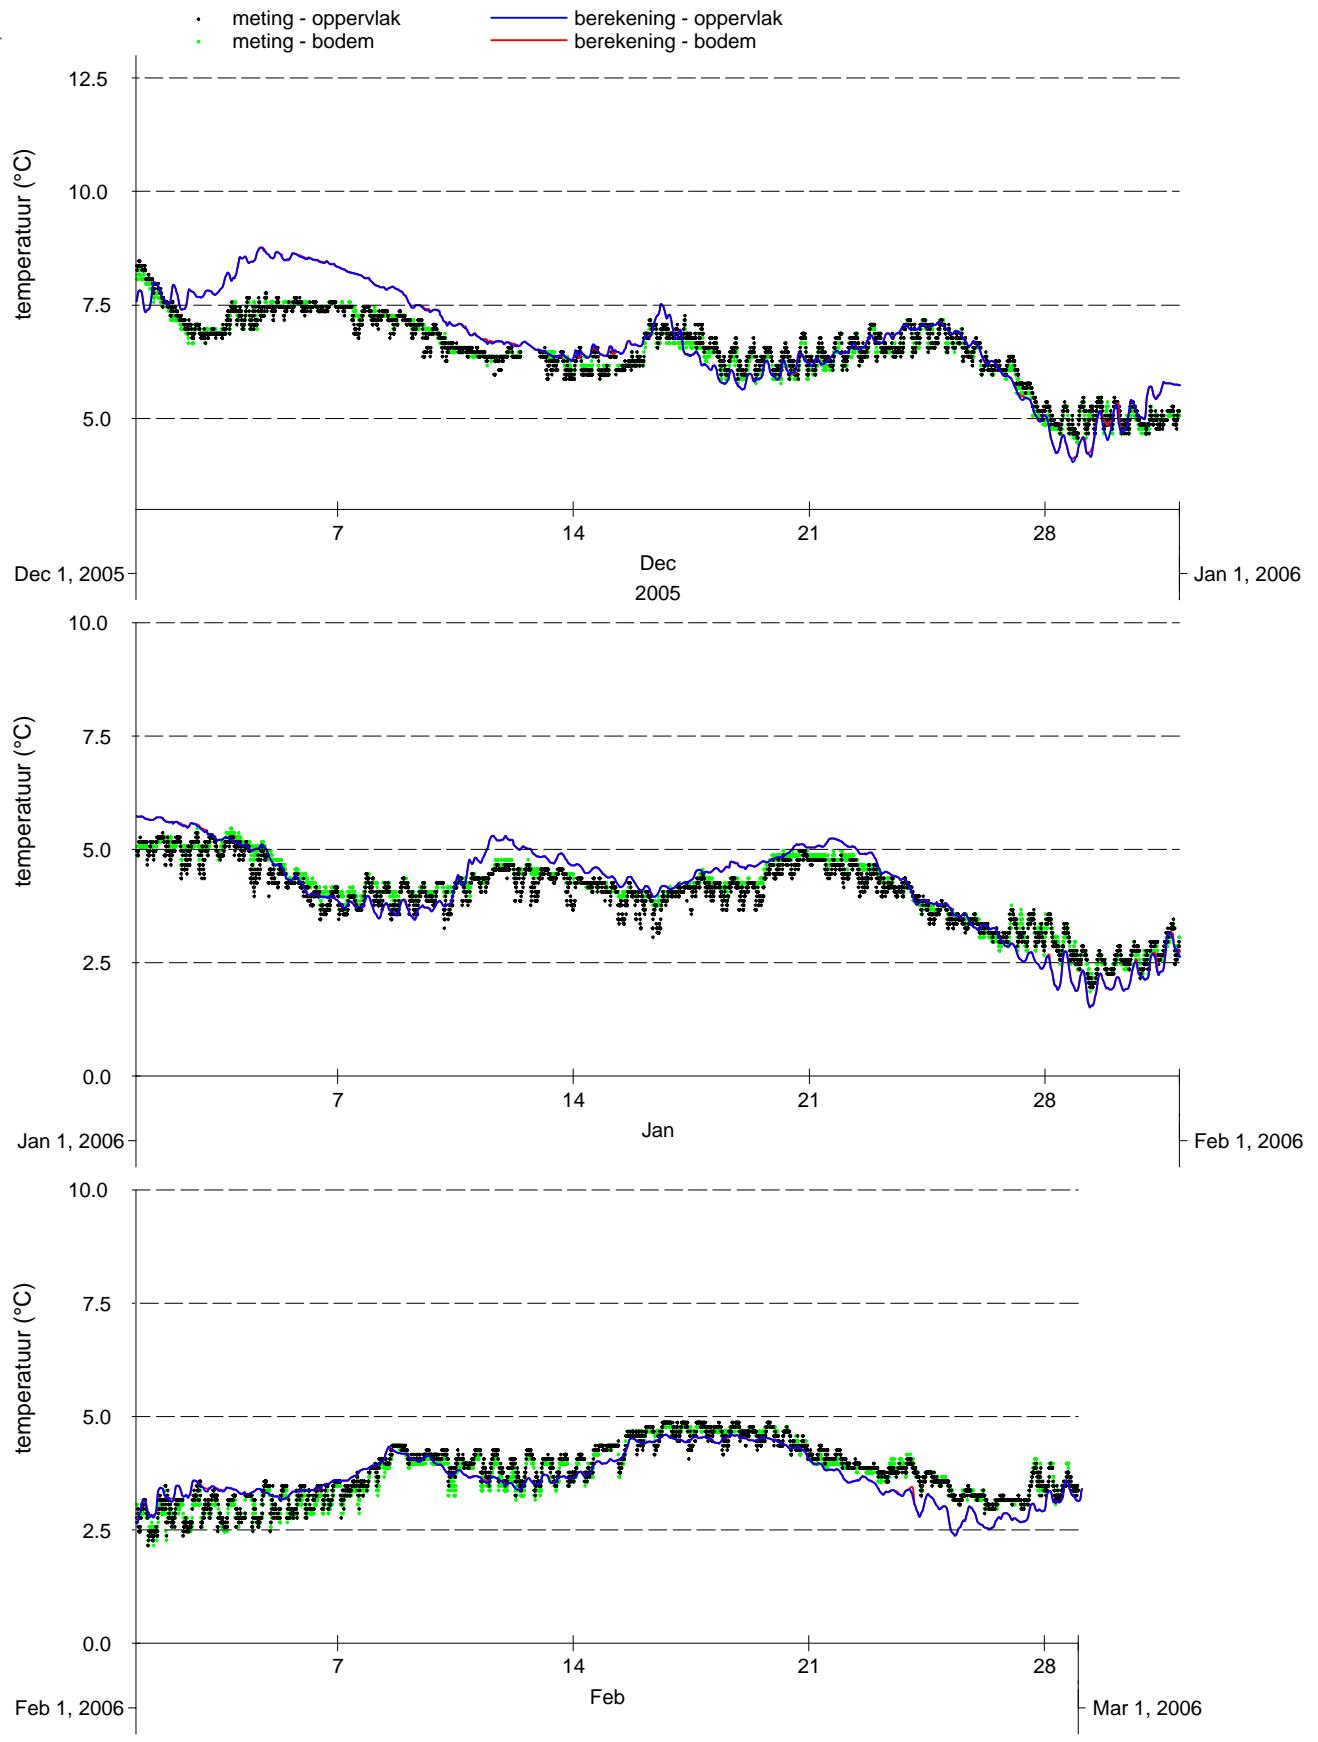 meting - oppervlak berekening - oppervlak
meting - bodem berekening - bodem
temperatuur (°C)
12.5
10.0
7.5
5.0
7 14 21 28
Dec
Dec 1, 2005 Jan 1, 2006
2005
temperatuur (°C)
10.0
7.5
5.0
2.5
0.0
7 14 21 28
Jan
Jan 1, 2006 Feb 1, 2006
temperatuur (°C)
10.0
7.5
5.0
2.5
0.0
7 14 21 28
Feb
Feb 1, 2006 Mar 1, 2006